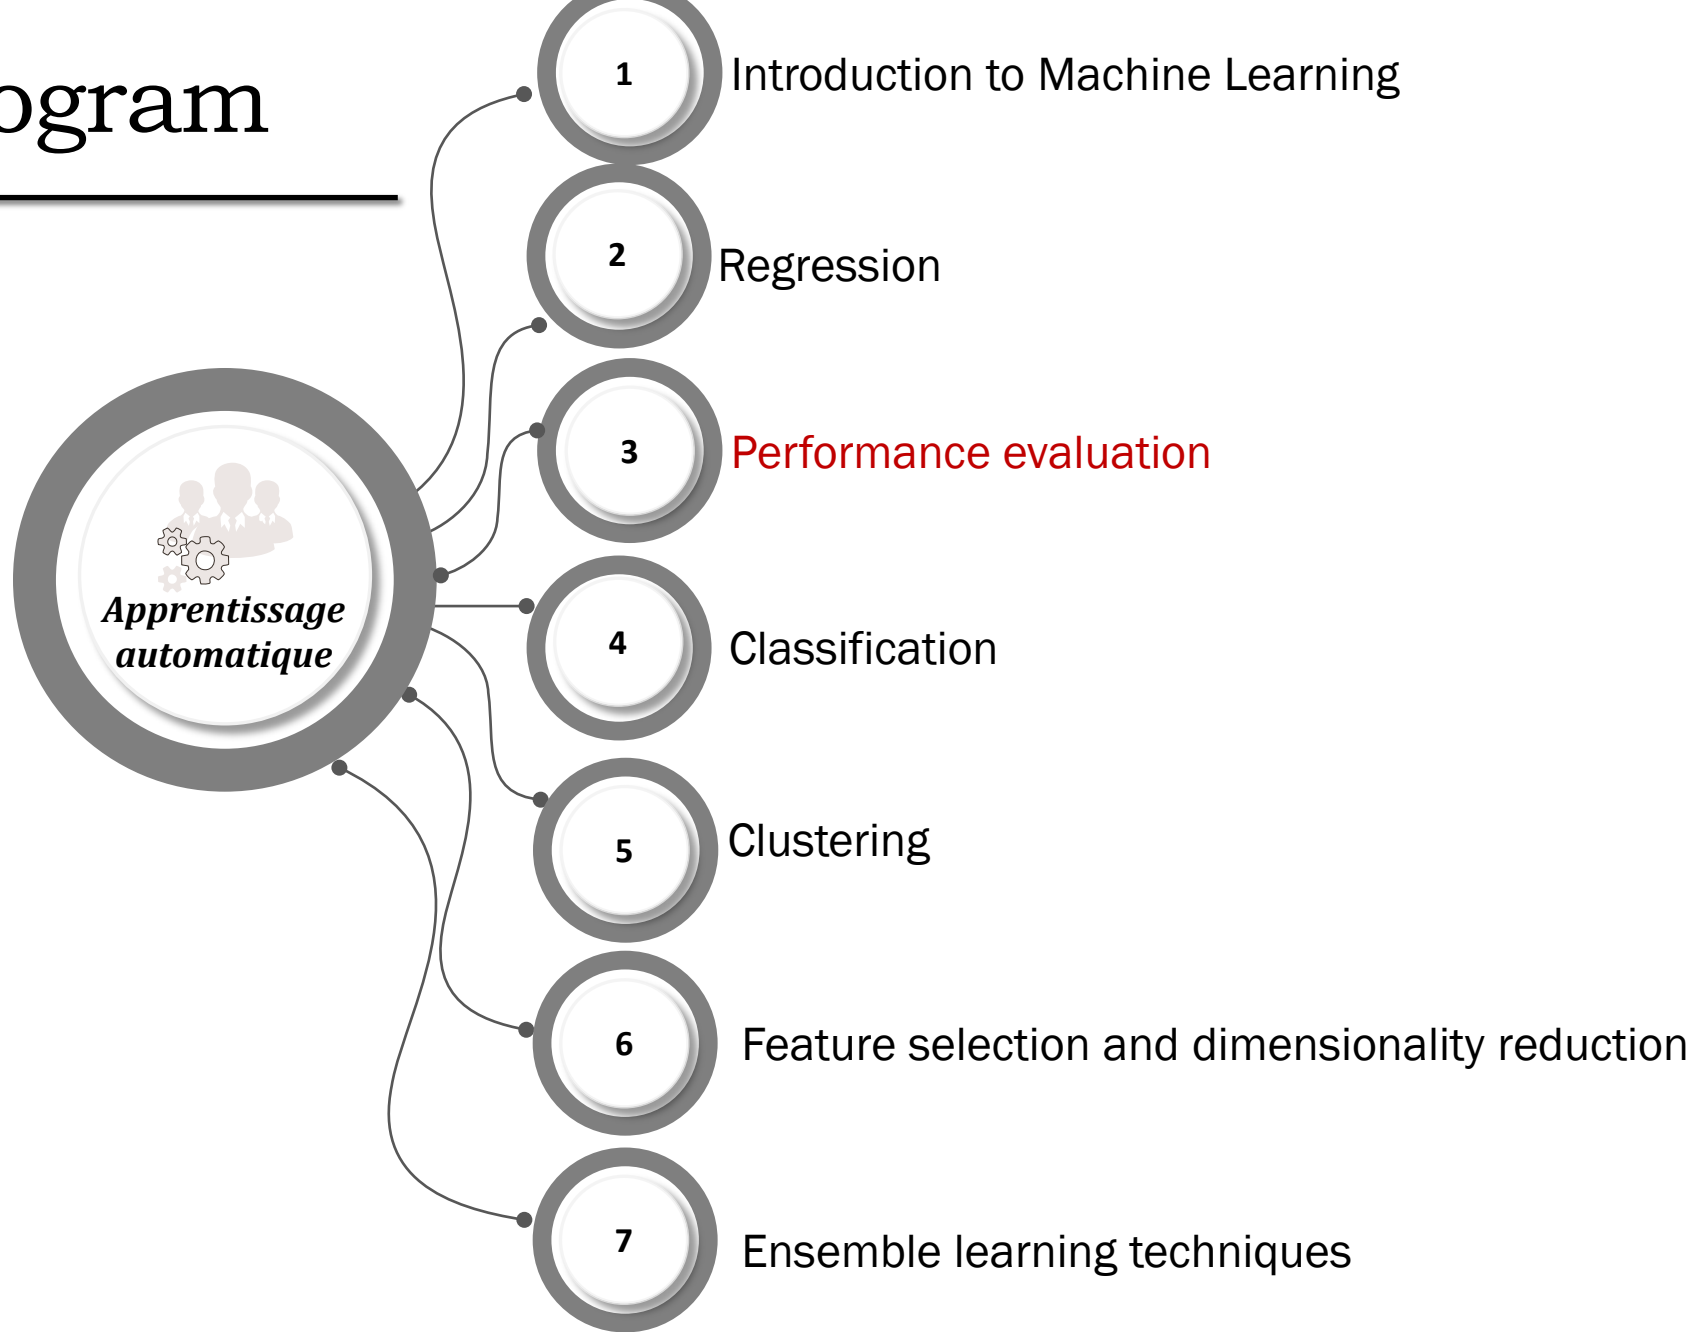 ogram
1 Introduction to Machine Learning
2 Regression
3 Performance evaluation
Apprentissage
automatique
4 Classification
5 Clustering
6 Feature selection and dimensionality reduction
7 Ensemble learning techniques